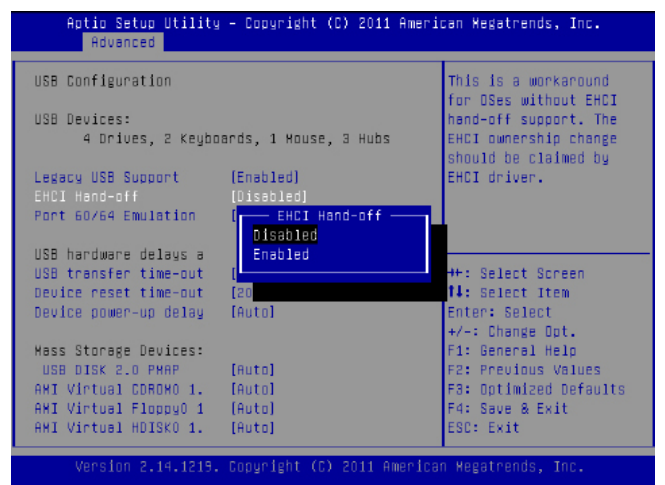 Aptio Setup Utility - Copyright (C) 2011 American Megatrends, Inc.
Advanced
USB Configuration
USB Devices:
4 Drives, 2 Keyboards, 1 Mouse, 3 Hubs
Legacy USB Support [Enabled]
EHCI Hand-off [Disabled]
Port 60/64 Emulation [
EHCI Hand-off
Disabled
Enabled
USB hardware delays a
USB transfer time-out [
Device reset time-out [20
Device power-up delay [Auto]
Mass Storage Devices:
USB DISK 2.0 PMAP [Auto]
AMI Virtual CDROM0 1. [Auto]
AMI Virtual Floppy0 1 [Auto]
AMI Virtual HDISK0 1. [Auto]
This is a workaround
for OSes without EHCI
hand-off support. The
EHCI ownership change
should be claimed by
EHCI driver.
→←: Select Screen
↑↓: Select Item
Enter: Select
+/-: Change Opt.
F1: General Help
F2: Previous Values
F3: Optimized Defaults
F4: Save & Exit
ESC: Exit
Version 2.14.1219. Copyright (C) 2011 American Megatrends, Inc.